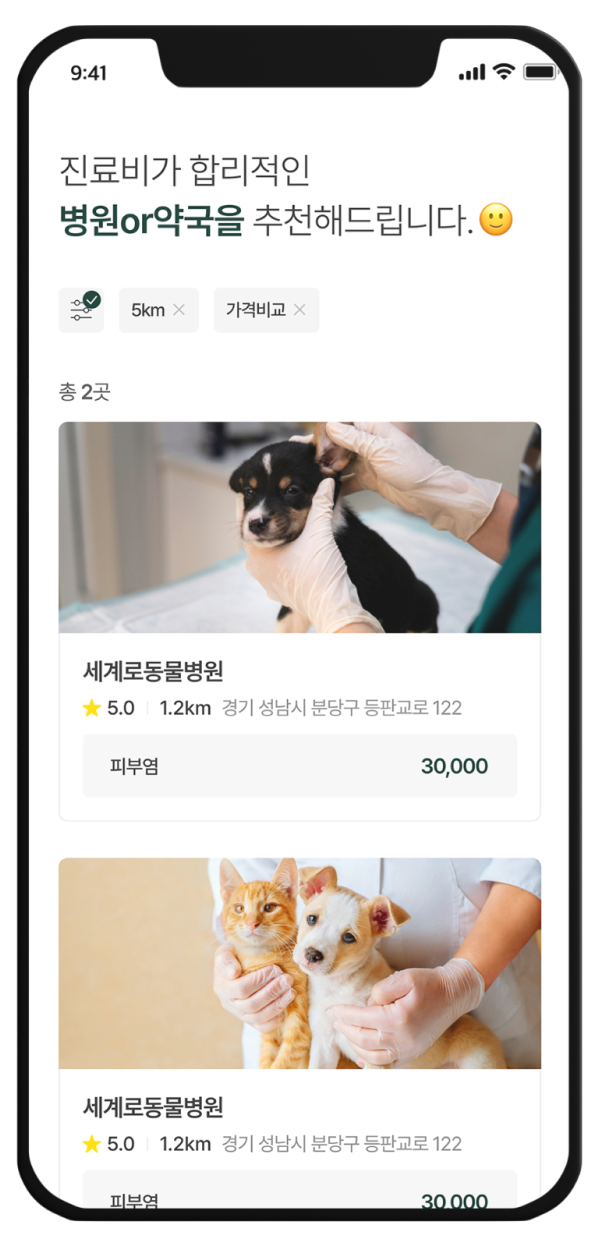 9:41
진료비가 합리적인
병원or약국을 추천해드립니다.
5km
가격비교
총 2곳
세계로동물병원
5.0 1.2km 경기 성남시 분당구 등판교로 122
피부염 30,000
세계로동물병원
5.0 1.2km 경기 성남시 분당구 등판교로 122
피부염 30,000